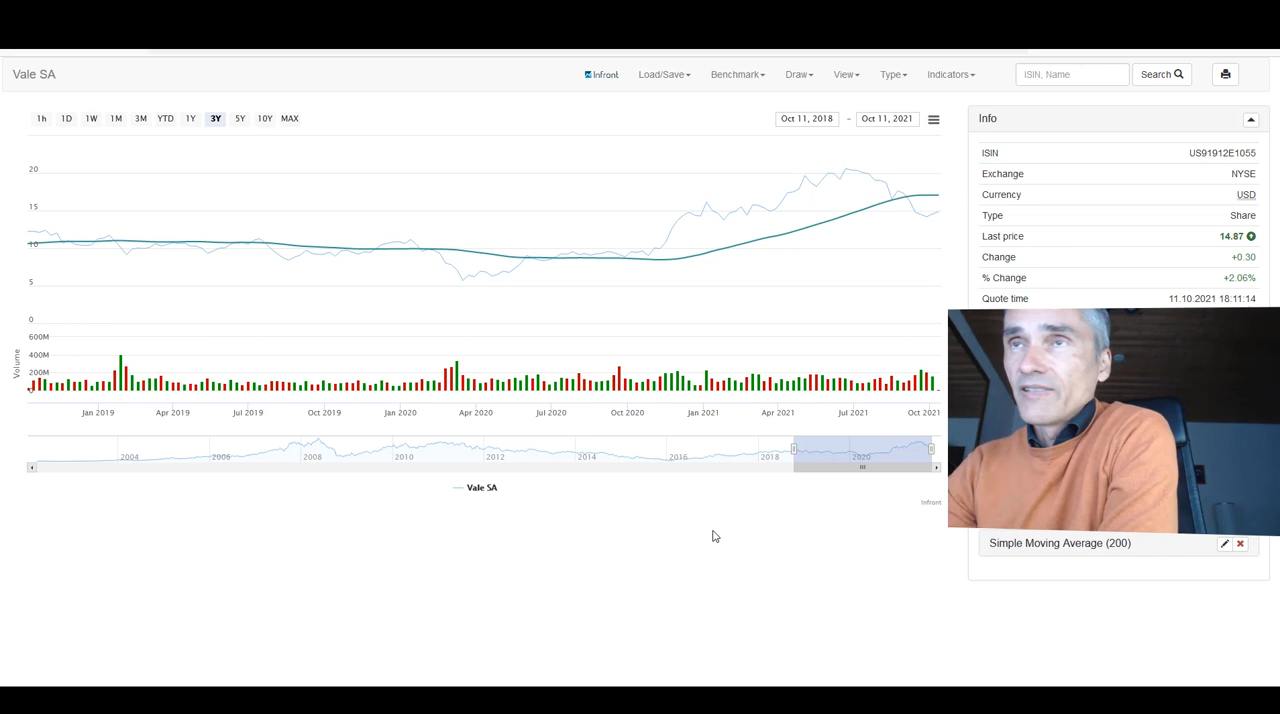 Vale SA
Infront Load/Save Benchmark Draw View Type Indicators ISIN, Name Search
1h 1D 1W 1M 3M YTD 1Y 3Y 5Y 10Y MAX Oct 11, 2018 - Oct 11, 2021
Info
ISIN US91912E1055
Exchange NYSE
Currency USD
Type Share
Last price 14.87
Change +0.30
% Change +2.06%
Quote time 11.10.2021 18:11:14
20
15
10
5
0
Volume
600M
400M
200M
0
Jan 2019 Apr 2019 Jul 2019 Oct 2019 Jan 2020 Apr 2020 Jul 2020 Oct 2020 Jan 2021 Apr 2021 Jul 2021 Oct 2021
2004 2006 2008 2010 2012 2014 2016 2018 2020
Vale SA
Infront
Simple Moving Average (200)